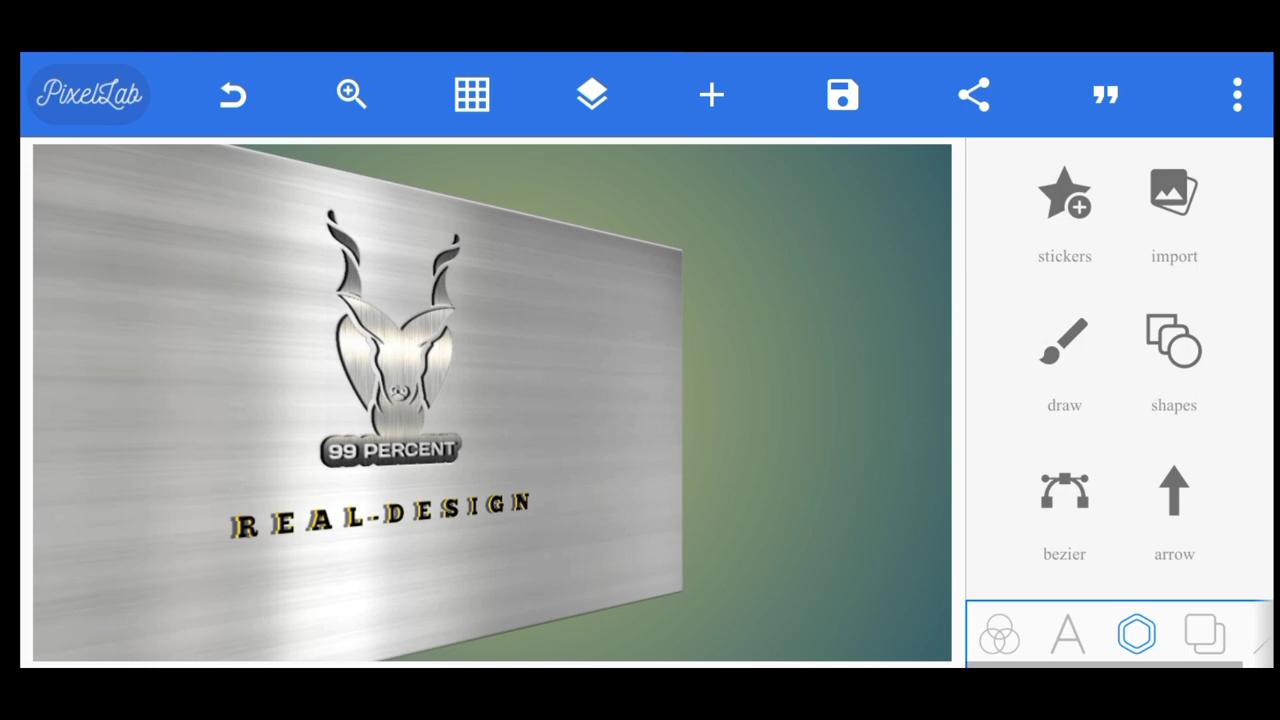 PixelLab
stickers
import
draw
shapes
bezier
arrow
99 PERCENT
REAL-DESIGN